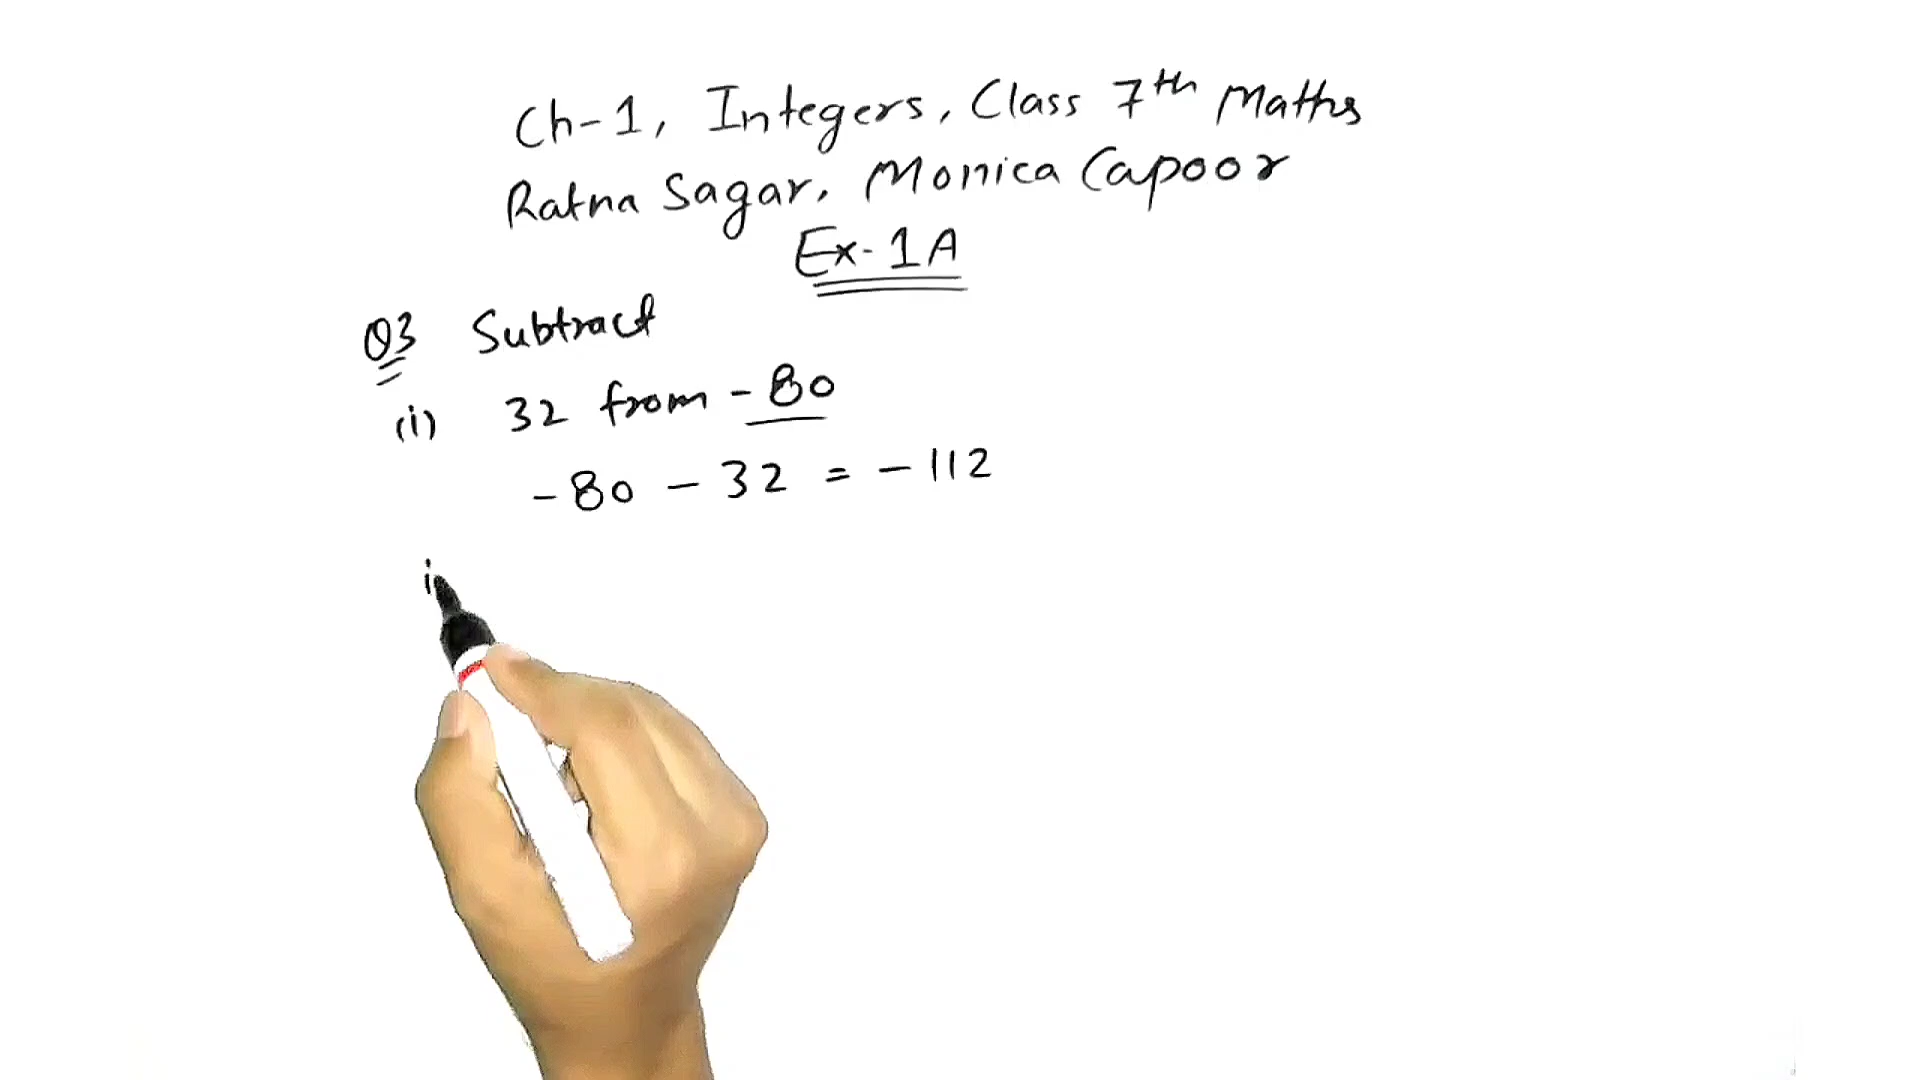 Ch-1, Integers, Class 7th Maths
Ratna Sagar, Monica Capoor
Ex-1A
Q3 Subtract
(i) 32 from -80
-80 - 32 = -112
i